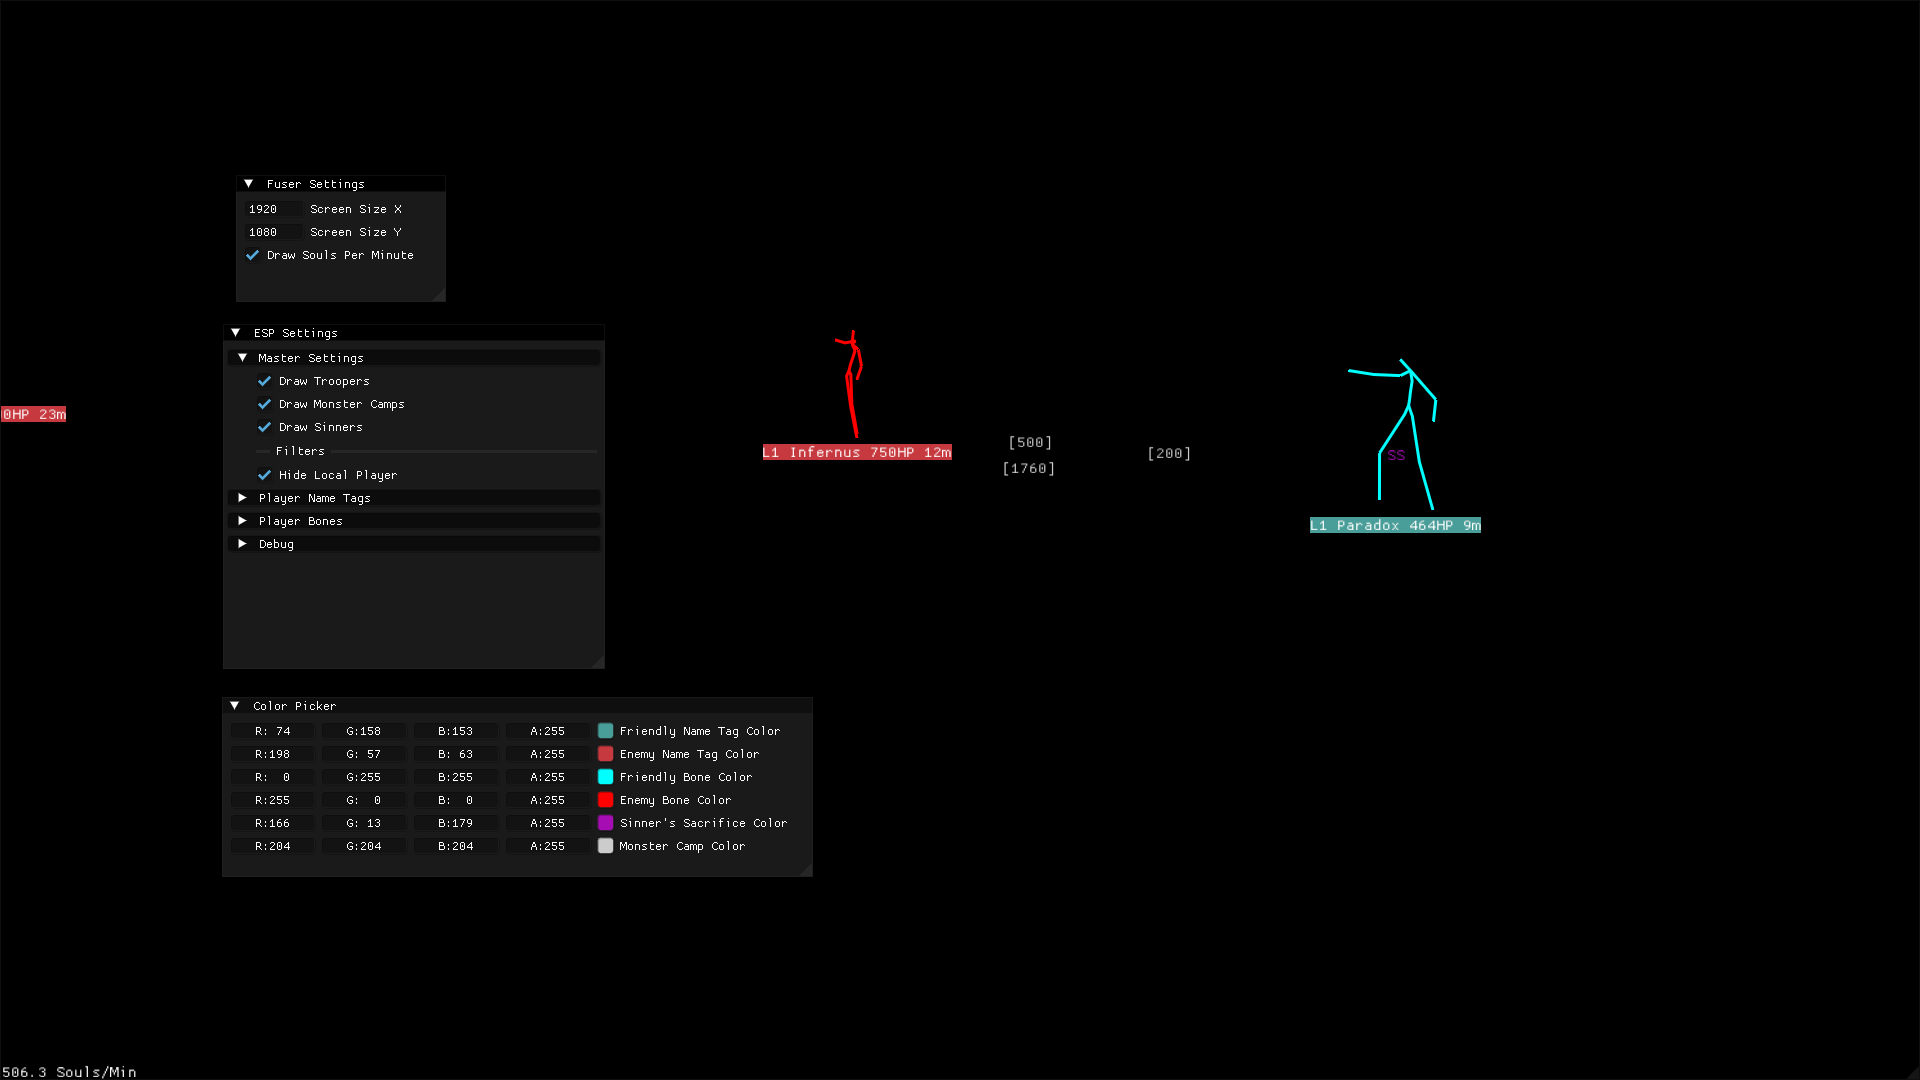 Fuser Settings
1920 Screen Size X
1080 Screen Size Y
Draw Souls Per Minute
ESP Settings
Master Settings
Draw Troopers
Draw Monster Camps
Draw Sinners
Filters
Hide Local Player
Player Name Tags
Player Bones
Debug
0HP 23m
L1 Infernus 750HP 12m
[500]
[1760]
[200]
SS
L1 Paradox 464HP 9m
Color Picker
R: 74 G:158 B:153 A:255 Friendly Name Tag Color
R:198 G: 57 B: 63 A:255 Enemy Name Tag Color
R: 0 G:255 B:255 A:255 Friendly Bone Color
R:255 G: 0 B: 0 A:255 Enemy Bone Color
R:166 G: 13 B:179 A:255 Sinner's Sacrifice Color
R:204 G:204 B:204 A:255 Monster Camp Color
506.3 Souls/Min